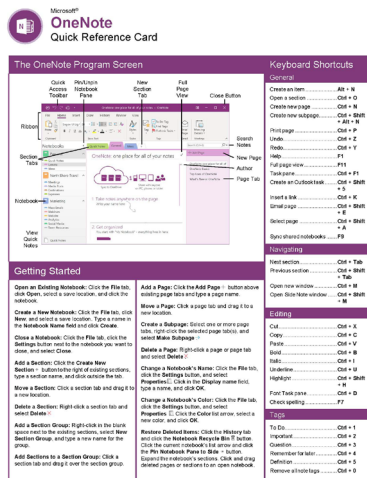 Microsoft®
OneNote
Quick Reference Card
The OneNote Program Screen
Quick Access Toolbar
Pin/Unpin Notebook Pane
New Section Tab
Full Page View
Close Button
Ribbon
Section Tabs
Notebook
View Quick Notes
Search Notes
New Page
Author
Page Tab
OneNote: one place for all of your notes
Getting Started
Open an Existing Notebook: Click the File tab,
click Open, select a save location, and click the
notebook.
Create a New Notebook: Click the File tab, click
New, and select a save location. Type a name in
the Notebook Name field and click Create.
Close a Notebook: Click the File tab, click the
Settings button next to the notebook you want to
close, and select Close.
Add a Section: Click the Create New
Section + button to the right of existing sections,
type a section name, and click outside the tab.
Move a Section: Click a section tab and drag it to
a new location.
Delete a Section: Right-click a section tab and
select Delete
Add a Section Group: Right-click in the blank
space next to the existing sections, select New
Section Group, and type a new name for the
group.
Add Sections to a Section Group: Click a
section tab and drag it over the section group.
Add a Page: Click the Add Page + button above
existing page tabs and type a page name.
Move a Page: Click a page tab and drag it to a
new location.
Create a Subpage: Select one or more page
tabs, right-click the selected page tab(s), and
select Make Subpage
Delete a Page: Right-click a page or page tab
and select Delete
Change a Notebook's Name: Click the File tab,
click the Settings button, and select
Properties. Click in the Display name field,
type a name, and click OK.
Change a Notebook's Color: Click the File tab,
click the Settings button, and select
Properties. Click the Color list arrow, select a
new color, and click OK.
Restore Deleted Items: Click the History tab
and click the Notebook Recycle Bin button.
Click the current notebook's list arrow and click
the Pin Notebook Pane to Side button.
Expand the notebook's sections. Click and drag
deleted pages or sections to an open notebook.
Keyboard Shortcuts
General
Create an item Alt + N
Open a section Ctrl + O
Create new page Ctrl + N
Create new subpage Ctrl + Shift
+ Alt + N
Print page Ctrl + P
Undo Ctrl + Z
Redo Ctrl + Y
Help F1
Full page view F11
Task pane Ctrl + F1
Create an Outlook task Ctrl + Shift
+ 5
Insert a link Ctrl + K
Email page Ctrl + Shift
+ E
Select page Ctrl + Shift
+ A
Sync shared notebooks F9
Navigating
Next section Ctrl + Tab
Previous section Ctrl + Shift
+ Tab
Open new window Ctrl + M
Open Side Note window Ctrl + Shift
+ M
Editing
Cut Ctrl + X
Copy Ctrl + C
Paste Ctrl + V
Bold Ctrl + B
Italic Ctrl + I
Underline Ctrl + U
Highlight Ctrl + Shift
+ H
Font Task pane Ctrl + D
Check spelling F7
Tags
To Do Ctrl + 1
Important Ctrl + 2
Question Ctrl + 3
Remember for later Ctrl + 4
Definition Ctrl + 5
Remove all note tags Ctrl + 0